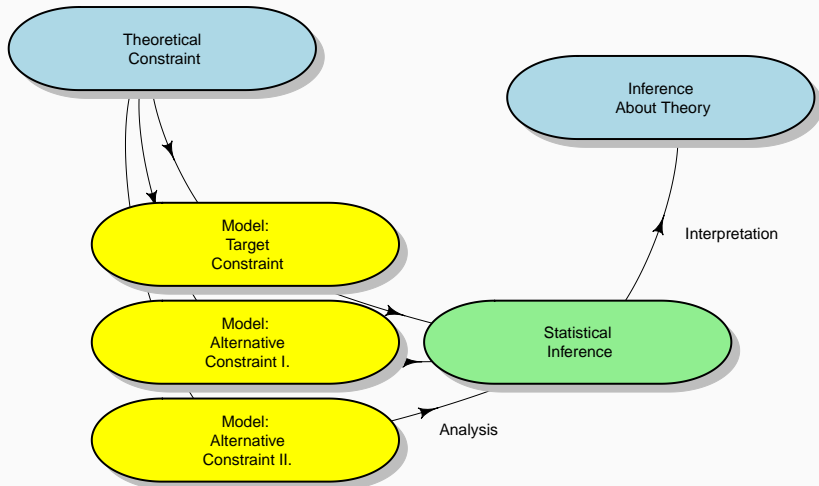 Theoretical
Constraint
Inference
About Theory
Model:
Target
Constraint
Interpretation
Model:
Alternative
Constraint I.
Statistical
Inference
Model:
Alternative
Constraint II.
Analysis